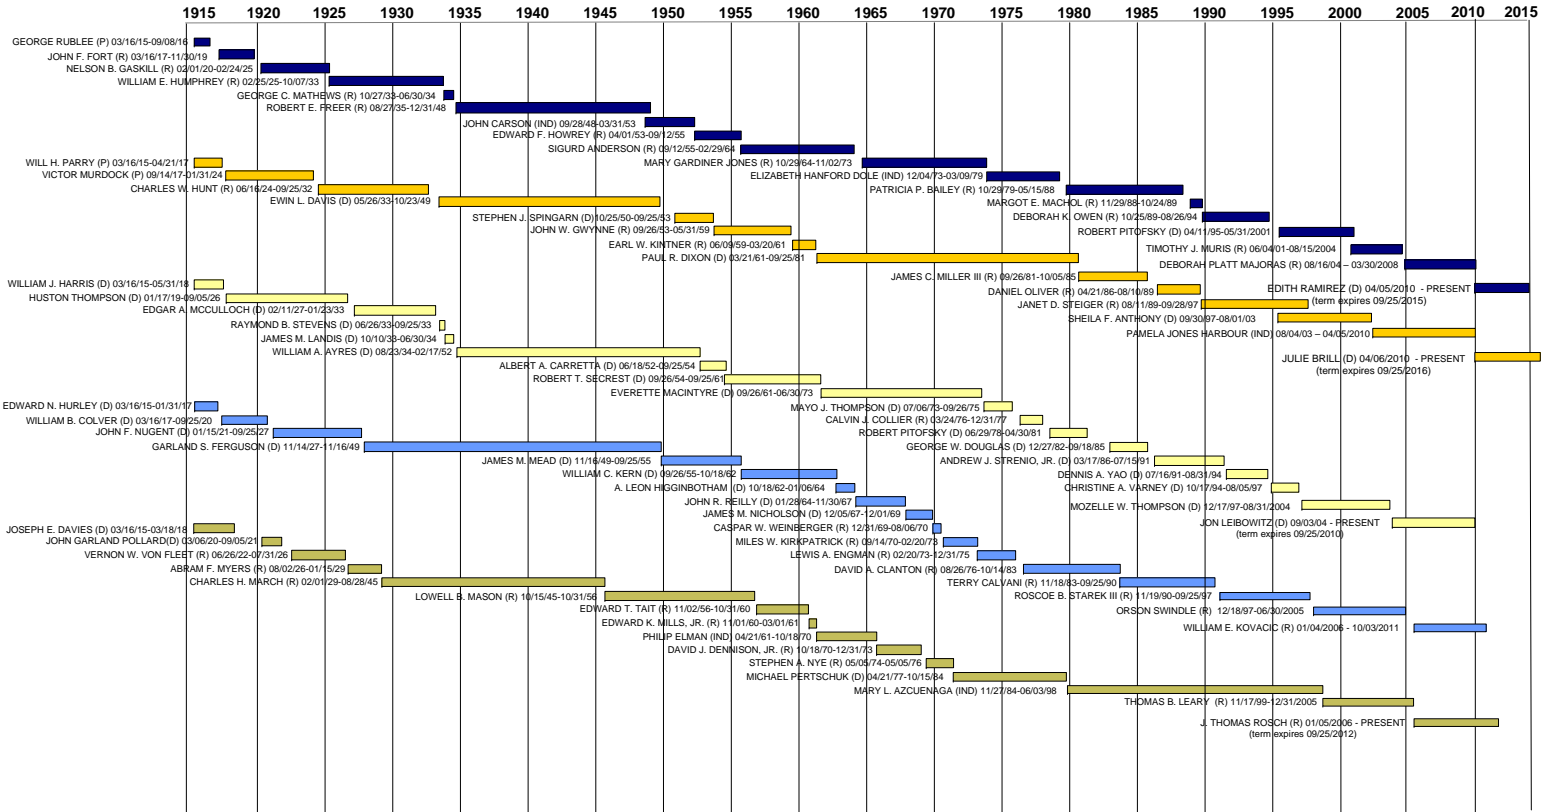 1915 1920 1925 1930 1935 1940 1945 1950 1955 1960 1965 1970 1975 1980 1985 1990 1995 2000 2005 2010 2015
GEORGE RUBLEE (P) 03/16/15-09/08/16
JOHN F. FORT (R) 03/16/17-11/30/19
NELSON B. GASKILL (R) 02/01/20-02/24/25
WILLIAM E. HUMPHREY (R) 02/25/25-10/07/33
GEORGE C. MATHEWS (R) 10/27/33-06/30/34
ROBERT E. FREER (R) 08/27/35-12/31/48
JOHN CARSON (IND) 09/28/48-03/31/53
EDWARD F. HOWREY (R) 04/01/53-09/12/55
SIGURD ANDERSON (R) 09/12/55-02/29/64
MARY GARDINER JONES (R) 10/29/64-11/02/73
ELIZABETH HANFORD DOLE (IND) 12/04/73-03/09/79
PATRICIA P. BAILEY (R) 10/29/79-05/15/88
MARGOT E. MACHOL (R) 11/29/88-10/24/89
DEBORAH K. OWEN (R) 10/25/89-08/26/94
ROBERT PITOFSKY (D) 04/11/95-05/31/2001
TIMOTHY J. MURIS (R) 06/04/01-08/15/2004
DEBORAH PLATT MAJORAS (R) 08/16/04 – 03/30/2008
EDITH RAMIREZ (D) 04/05/2010 - PRESENT
(term expires 09/25/2015)
WILL H. PARRY (P) 03/16/15-04/21/17
VICTOR MURDOCK (P) 09/14/17-01/31/24
CHARLES W. HUNT (R) 06/16/24-09/25/32
EWIN L. DAVIS (D) 05/26/33-10/23/49
STEPHEN J. SPINGARN (D)10/25/50-09/25/53
JOHN W. GWYNNE (R) 09/26/53-05/31/59
EARL W. KINTNER (R) 06/09/59-03/20/61
PAUL R. DIXON (D) 03/21/61-09/25/81
JAMES C. MILLER III (R) 09/26/81-10/05/85
DANIEL OLIVER (R) 04/21/86-08/10/89
JANET D. STEIGER (R) 08/11/89-09/28/97
SHEILA F. ANTHONY (D) 09/30/97-08/01/03
PAMELA JONES HARBOUR (IND) 08/04/03 – 04/05/2010
JULIE BRILL (D) 04/06/2010 - PRESENT
(term expires 09/25/2016)
WILLIAM J. HARRIS (D) 03/16/15-05/31/18
HUSTON THOMPSON (D) 01/17/19-09/05/26
EDGAR A. MCCULLOCH (D) 02/11/27-01/23/33
RAYMOND B. STEVENS (D) 06/26/33-09/25/33
JAMES M. LANDIS (D) 10/10/33-06/30/34
WILLIAM A. AYRES (D) 08/23/34-02/17/52
ALBERT A. CARRETTA (D) 06/18/52-09/25/54
ROBERT T. SECREST (D) 09/26/54-09/25/61
EVERETTE MACINTYRE (D) 09/26/61-06/30/73
MAYO J. THOMPSON (D) 07/06/73-09/26/75
CALVIN J. COLLIER (R) 03/24/76-12/31/77
ROBERT PITOFSKY (D) 06/29/78-04/30/81
GEORGE W. DOUGLAS (D) 12/27/82-09/18/85
ANDREW J. STRENIO, JR. (D) 03/17/86-07/15/91
DENNIS A. YAO (D) 07/16/91-08/31/94
CHRISTINE A. VARNEY (D) 10/17/94-08/05/97
MOZELLE W. THOMPSON (D) 12/17/97-08/31/2004
JON LEIBOWITZ (D) 09/03/04 - PRESENT
(term expires 09/25/2010)
EDWARD N. HURLEY (D) 03/16/15-01/31/17
WILLIAM B. COLVER (D) 03/16/17-09/25/20
JOHN F. NUGENT (D) 01/15/21-09/25/27
GARLAND S. FERGUSON (D) 11/14/27-11/16/49
JAMES M. MEAD (D) 11/16/49-09/25/55
WILLIAM C. KERN (D) 09/26/55-10/18/62
A. LEON HIGGINBOTHAM (D) 10/18/62-01/06/64
JOHN R. REILLY (D) 01/28/64-11/30/67
JAMES M. NICHOLSON (D) 12/05/67-12/01/69
CASPAR W. WEINBERGER (R) 12/31/69-08/06/70
MILES W. KIRKPATRICK (R) 09/14/70-02/20/73
LEWIS A. ENGMAN (R) 02/20/73-12/31/75
DAVID A. CLANTON (R) 08/26/76-10/14/83
TERRY CALVANI (R) 11/18/83-09/25/90
ROSCOE B. STAREK III (R) 11/19/90-09/25/97
ORSON SWINDLE (R) 12/18/97-06/30/2005
WILLIAM E. KOVACIC (R) 01/04/2006 - 10/03/2011
JOSEPH E. DAVIES (D) 03/16/15-03/18/18
JOHN GARLAND POLLARD(D) 03/06/20-09/05/21
VERNON W. VON FLEET (R) 06/26/22-07/31/26
ABRAM F. MYERS (R) 08/02/26-01/15/29
CHARLES H. MARCH (R) 02/01/29-08/28/45
LOWELL B. MASON (R) 10/15/45-10/31/56
EDWARD T. TAIT (R) 11/02/56-10/31/60
EDWARD K. MILLS, JR. (R) 11/01/60-03/01/61
PHILIP ELMAN (IND) 04/21/61-10/18/70
DAVID J. DENNISON, JR. (R) 10/18/70-12/31/73
STEPHEN A. NYE (R) 05/05/74-05/05/76
MICHAEL PERTSCHUK (D) 04/21/77-10/15/84
MARY L. AZCUENAGA (IND) 11/27/84-06/03/98
THOMAS B. LEARY (R) 11/17/99-12/31/2005
J. THOMAS ROSCH (R) 01/05/2006 - PRESENT
(term expires 09/25/2012)